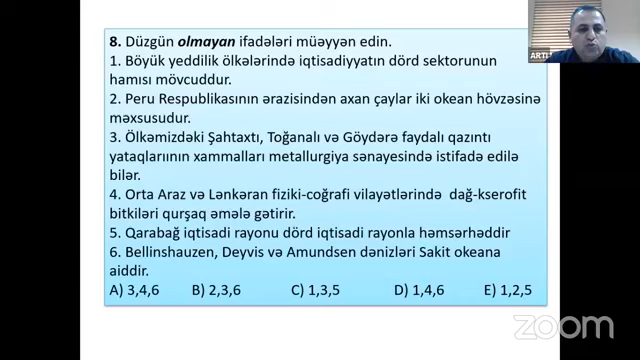 8. Düzgün olmayan ifadələri müəyyən edin.
1. Böyük yeddilik ölkələrində iqtisadiyyatın dörd sektorunun
hamısı mövcuddur.
2. Peru Respublikasının ərazisindən axan çaylar iki okean hövzəsinə
məxsusudur.
3. Ölkəmizdəki Şahtaxtı, Toğanalı və Göydərə faydalı qazıntı
yataqlarıının xammalları metallurgiya sənayesində istifadə edilə
bilər.
4. Orta Araz və Lənkəran fiziki-coğrafi vilayətlərində dağ-kserofit
bitkiləri qurşaq əmələ gətirir.
5. Qarabağ iqtisadi rayonu dörd iqtisadi rayonla həmsərhəddir
6. Bellinshauzen, Deyvis və Amundsen dənizləri Sakit okeana
aiddir.
A) 3,4,6 B) 2,3,6 C) 1,3,5 D) 1,4,6 E) 1,2,5
ARTI
zoom